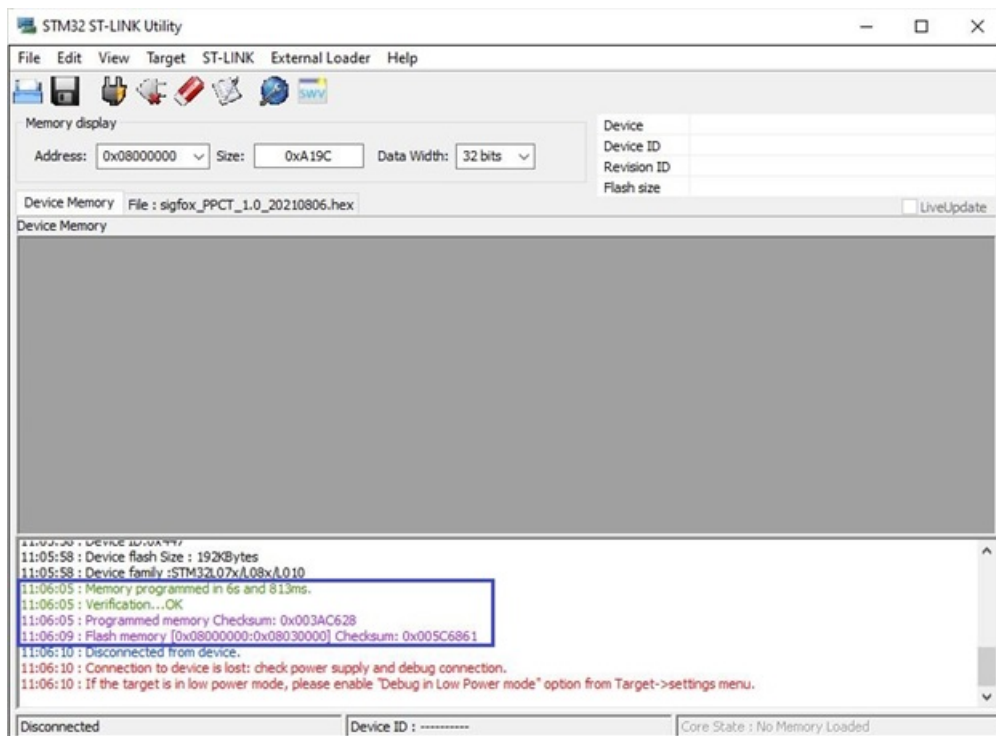 STM32 ST-LINK Utility
File Edit View Target ST-LINK External Loader Help
SWV
Memory display
Address: 0x08000000 Size: 0xA19C Data Width: 32 bits
Device
Device ID
Revision ID
Flash size
Device Memory File : sigfox_PPCT_1.0_20210806.hex
LiveUpdate
Device Memory
11:05:58 : Device ID:0x447
11:05:58 : Device flash Size : 192KBytes
11:05:58 : Device family :STM32L07x/L08x/L010
11:06:05 : Memory programmed in 6s and 813ms.
11:06:05 : Verification...OK
11:06:05 : Programmed memory Checksum: 0x003AC628
11:06:09 : Flash memory [0x08000000:0x08030000] Checksum: 0x005C6861
11:06:10 : Disconnected from device.
11:06:10 : Connection to device is lost: check power supply and debug connection.
11:06:10 : If the target is in low power mode, please enable "Debug in Low Power mode" option from Target->settings menu.
Disconnected Device ID : ---------- Core State : No Memory Loaded